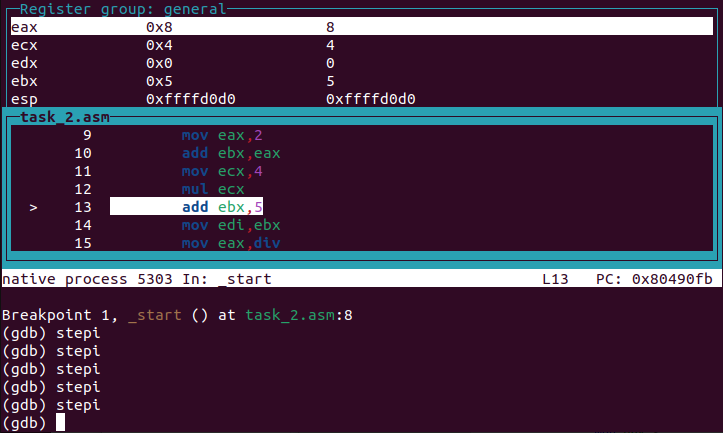 Register group: general
eax 0x8 8
ecx 0x4 4
edx 0x0 0
ebx 0x5 5
esp 0xffffd0d0 0xffffd0d0
task_2.asm
9 mov eax,2
10 add ebx,eax
11 mov ecx,4
12 mul ecx
> 13 add ebx,5
14 mov edi,ebx
15 mov eax,div
native process 5303 In: _start L13 PC: 0x80490fb
Breakpoint 1, _start () at task_2.asm:8
(gdb) stepi
(gdb) stepi
(gdb) stepi
(gdb) stepi
(gdb) stepi
(gdb)